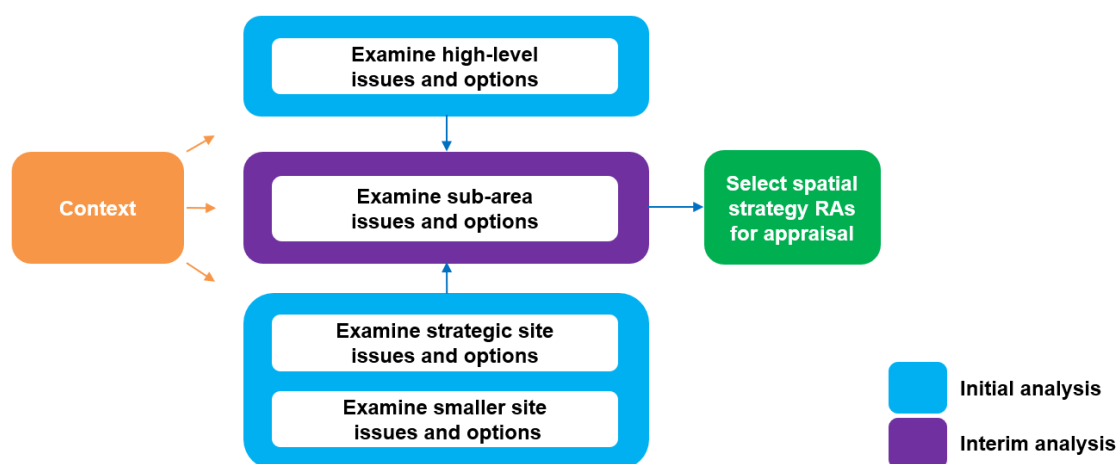 Examine high-level
issues and options
Context
Examine sub-area
issues and options
Select spatial
strategy RAs
for appraisal
Examine strategic site
issues and options
Examine smaller site
issues and options
Initial analysis
Interim analysis